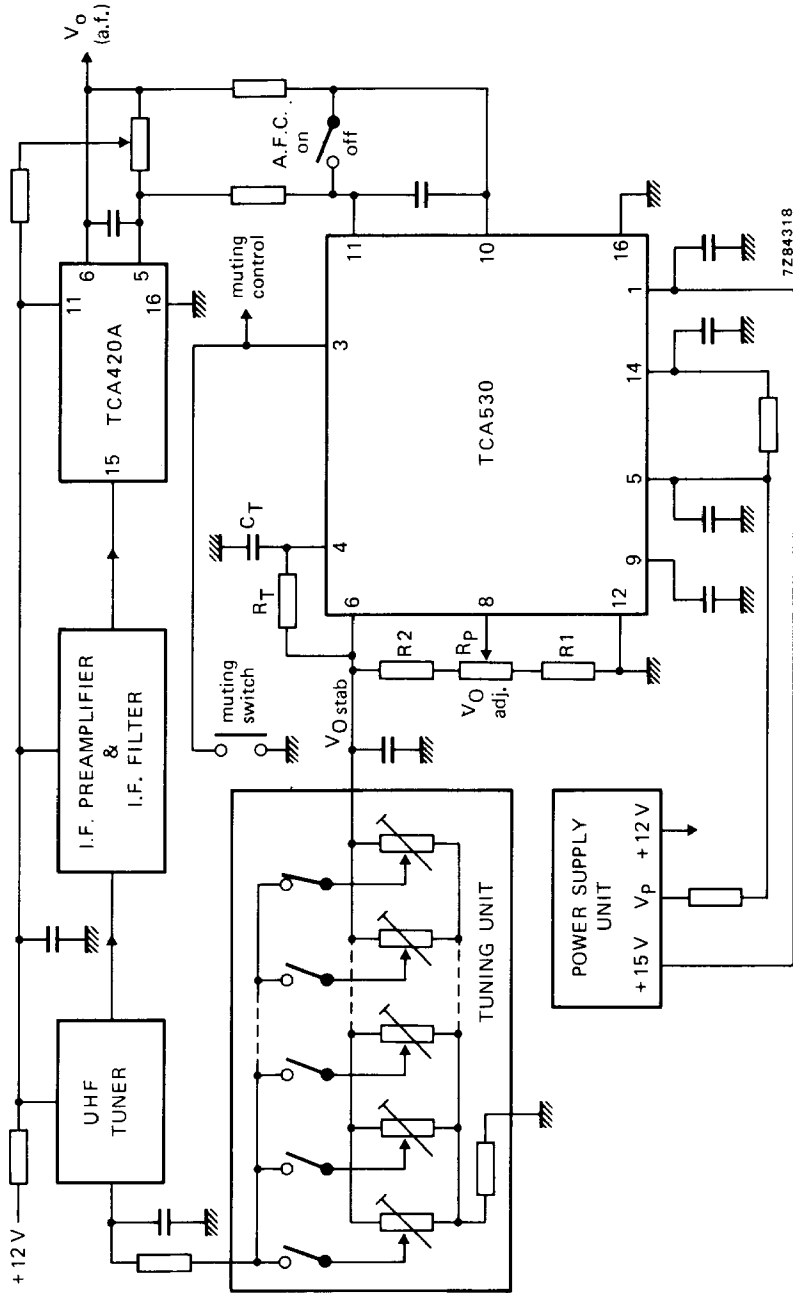 +12 V
UHF
TUNER
I.F. PREAMPLIFIER
&
I.F. FILTER
15
TCA420A
11
6
5
16
Vo
(a.f.)
A.F.C.
on
off
muting
switch
muting
control
VO stab
RT
CT
R2
RP
VO
adj.
R1
6
4
3
11
8
TCA530
10
12
9
5
14
1
16
TUNING UNIT
POWER SUPPLY
UNIT
+15 V
VP
+12 V
7Z84318